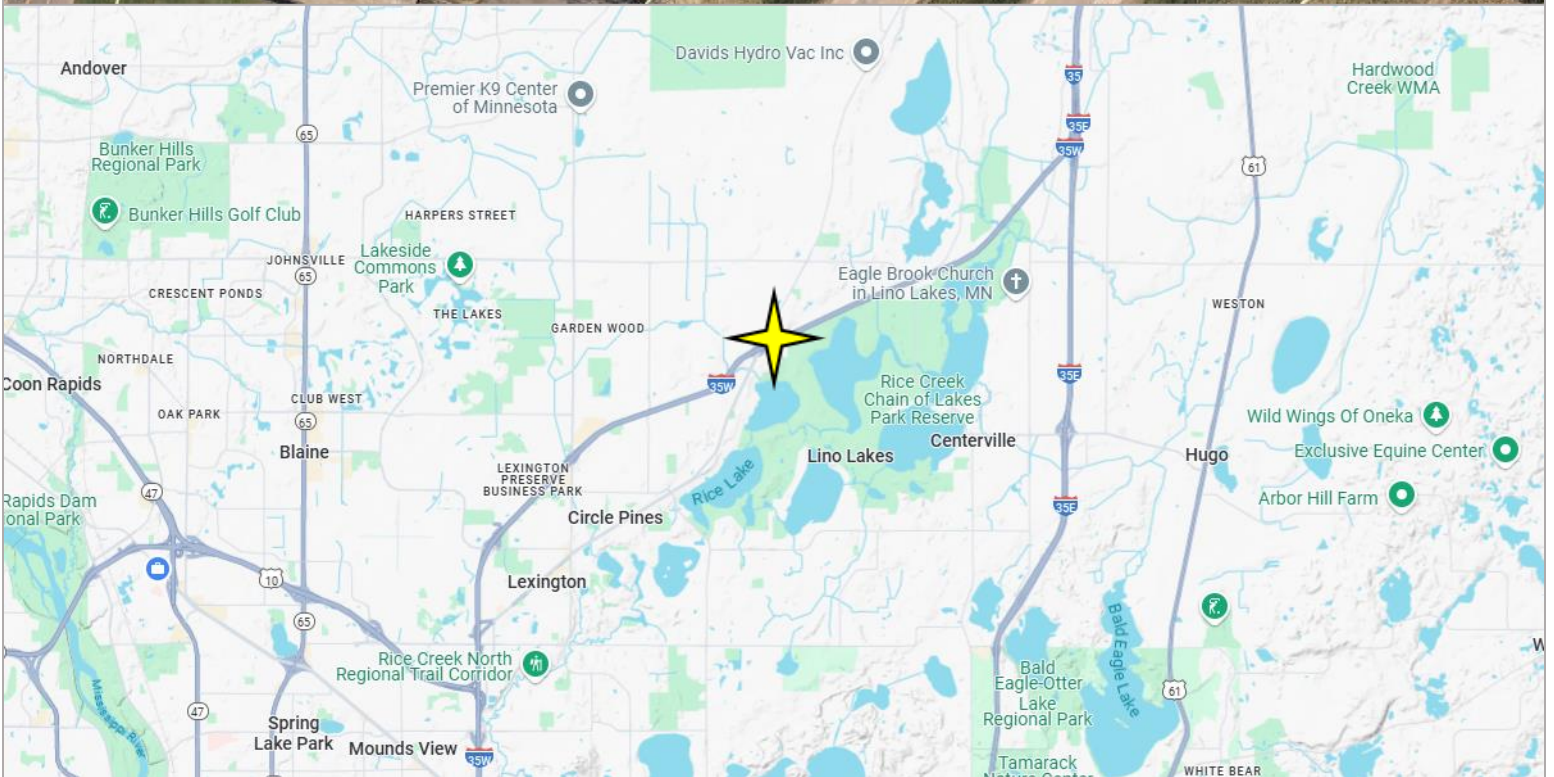 Andover
Davids Hydro Vac Inc
Premier K9 Center
of Minnesota
Hardwood
Creek WMA
35
35E
35W
65
Bunker Hills
Regional Park
61
Bunker Hills Golf Club
HARPERS STREET
JOHNSVILLE
65
Lakeside
Commons
Park
Eagle Brook Church
in Lino Lakes, MN
CRESCENT PONDS
THE LAKES
GARDEN WOOD
WESTON
NORTHDALE
Coon Rapids
35W
35E
Rice Creek
Chain of Lakes
Park Reserve
OAK PARK
CLUB WEST
65
Wild Wings Of Oneka
Blaine
Centerville
Lino Lakes
Hugo
Exclusive Equine Center
LEXINGTON
PRESERVE
BUSINESS PARK
Rice Lake
47
Rapids Dam
onal Park
Arbor Hill Farm
35E
Circle Pines
10
Lexington
65
Bald Eagle Lake
Rice Creek North
Regional Trail Corridor
Bald
Eagle-Otter
Lake
Regional Park
61
W
Mississippi River
47
Spring
Lake Park
Mounds View
35W
Tamarack
Nature Center
WHITE BEAR